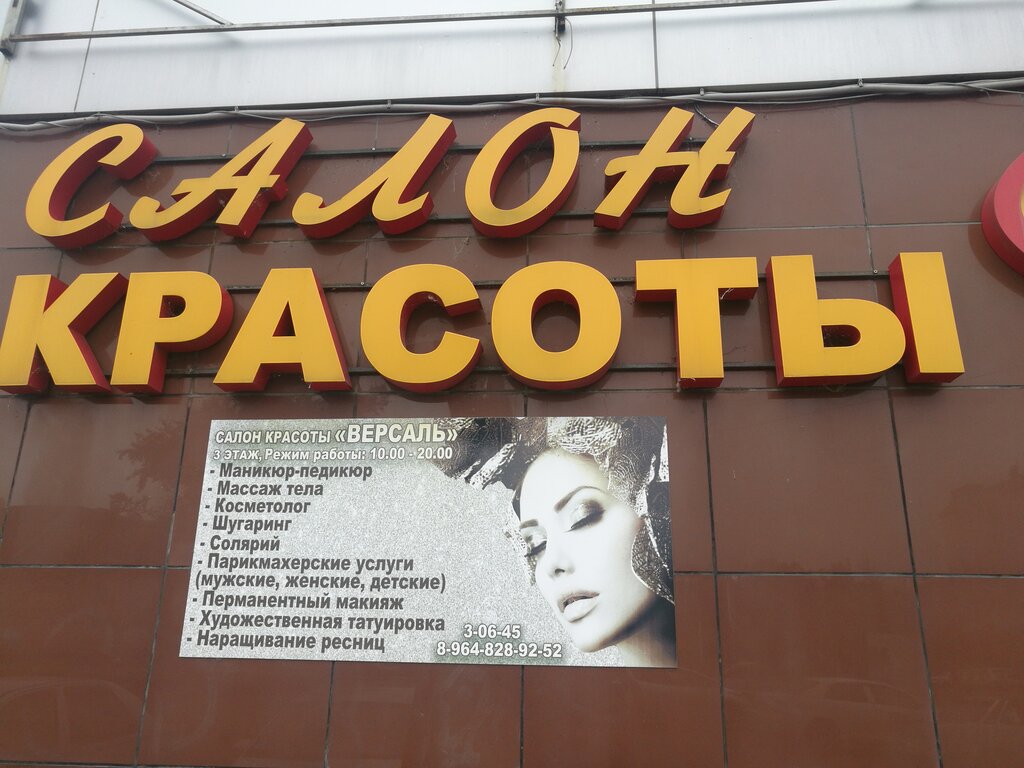 САЛОН
КРАСОТЫ
САЛОН КРАСОТЫ «ВЕРСАЛЬ»
3 ЭТАЖ, Режим работы: 10.00 - 20.00
- Маникюр-педикюр
- Массаж тела
- Косметолог
- Шугаринг
- Солярий
- Парикмахерские услуги
(мужские, женские, детские)
- Перманентный макияж
- Художественная татуировка
- Наращивание ресниц
3-06-45
8-964-828-92-52